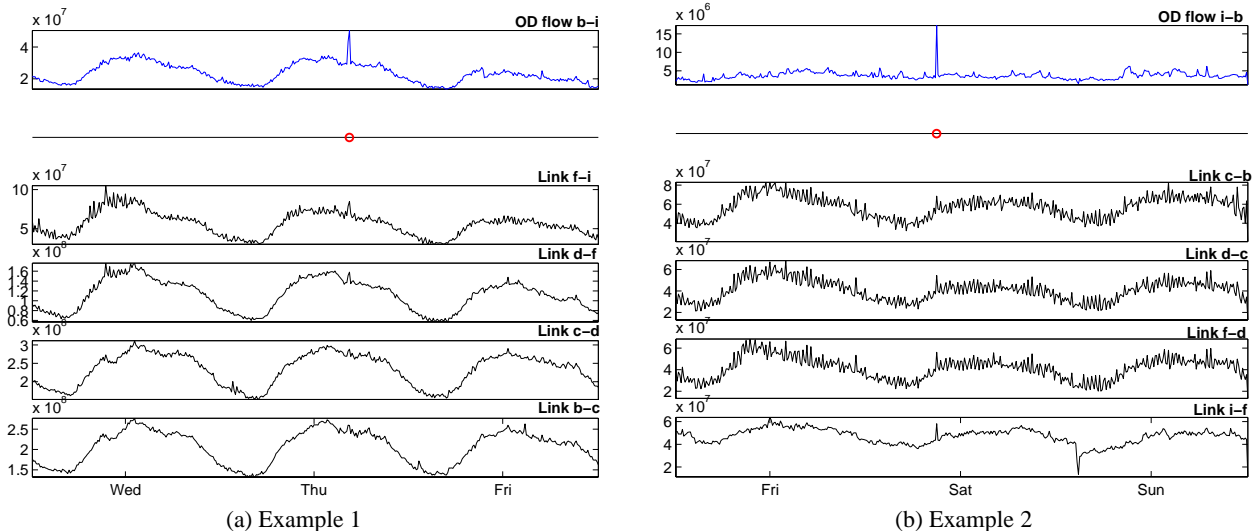 x 10^7
OD flow b−i
4
2
x 10^7
Link f−i
10
5
x 10^8
Link d−f
1.6
1.4
1.2
1
0.8
0.6
x 10^8
Link c−d
3
2.5
2
x 10^8
Link b−c
2.5
2
1.5
Wed Thu Fri
(a) Example 1
x 10^6
OD flow i−b
15
10
5
x 10^7
Link c−b
8
6
4
x 10^7
Link d−c
6
4
2
x 10^7
Link f−d
6
4
2
x 10^7
Link i−f
6
4
2
Fri Sat Sun
(b) Example 2